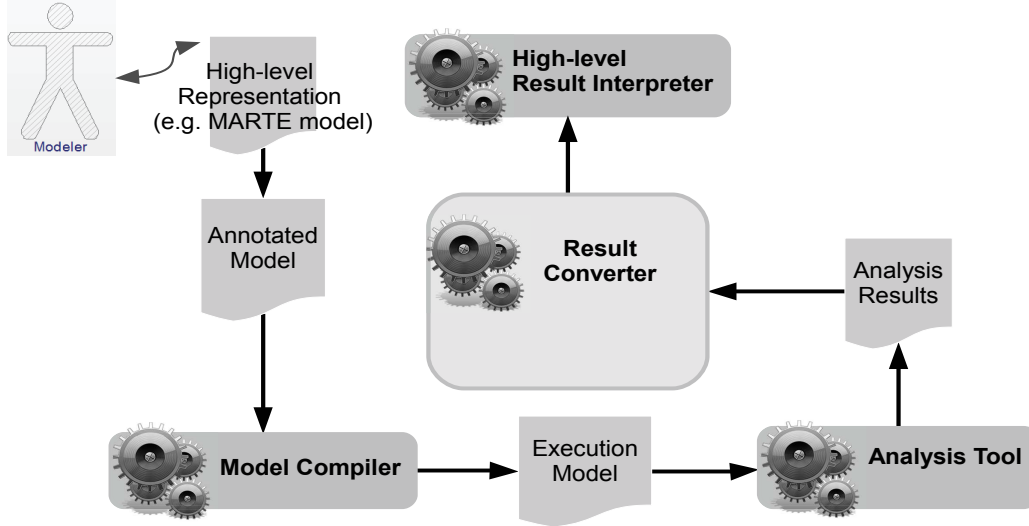 Modeler
High-level
Representation
(e.g. MARTE model)
Annotated
Model
Model Compiler
Execution
Model
Analysis Tool
Analysis
Results
Result
Converter
High-level
Result Interpreter